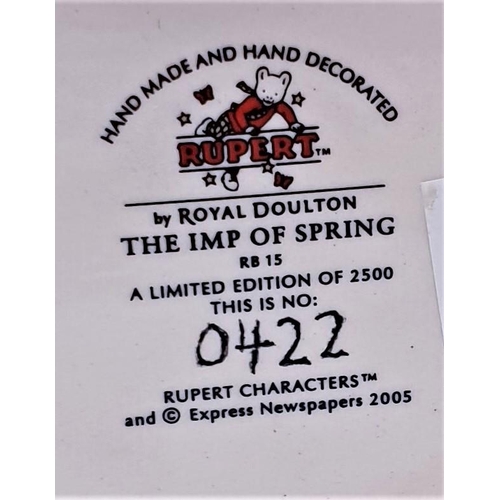 HAND MADE AND HAND DECORATED
RUPERT™
by ROYAL DOULTON
THE IMP OF SPRING
RB 15
A LIMITED EDITION OF 2500
THIS IS NO:
0422
RUPERT CHARACTERS™
and © Express Newspapers 2005